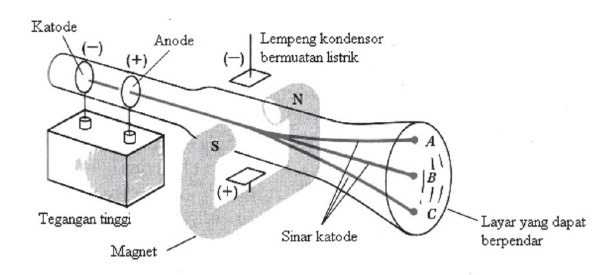 Katode
(−)
Anode
(+)
Lempeng kondensor
bermuatan listrik
(−)
N
S
A
B
C
(+)
Tegangan tinggi
Magnet
Sinar katode
Layar yang dapat
berpendar